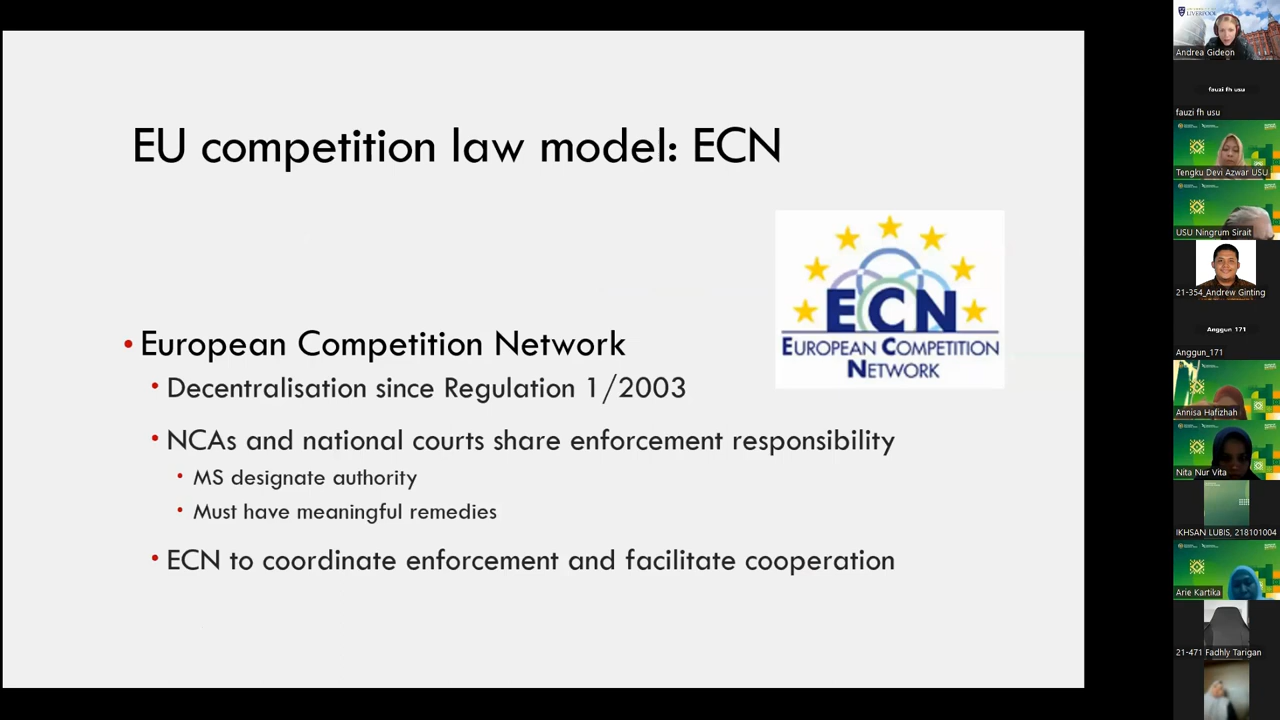 EU competition law model: ECN
ECN
EUROPEAN COMPETITION
NETWORK
• European Competition Network
• Decentralisation since Regulation 1/2003
• NCAs and national courts share enforcement responsibility
• MS designate authority
• Must have meaningful remedies
• ECN to coordinate enforcement and facilitate cooperation
LIVERPOOL
Andrea Gideon
fauzi fh usu
fauzi fh usu
Tengku Devi Azwar USU
USU Ningrum Sirait
21-354_Andrew Ginting
Anggun_171
Anggun_171
Annisa Hafizhah
Nita Nur Vita
IKHSAN LUBIS, 218101004
Arie Kartika
21-471 Fadhly Tarigan